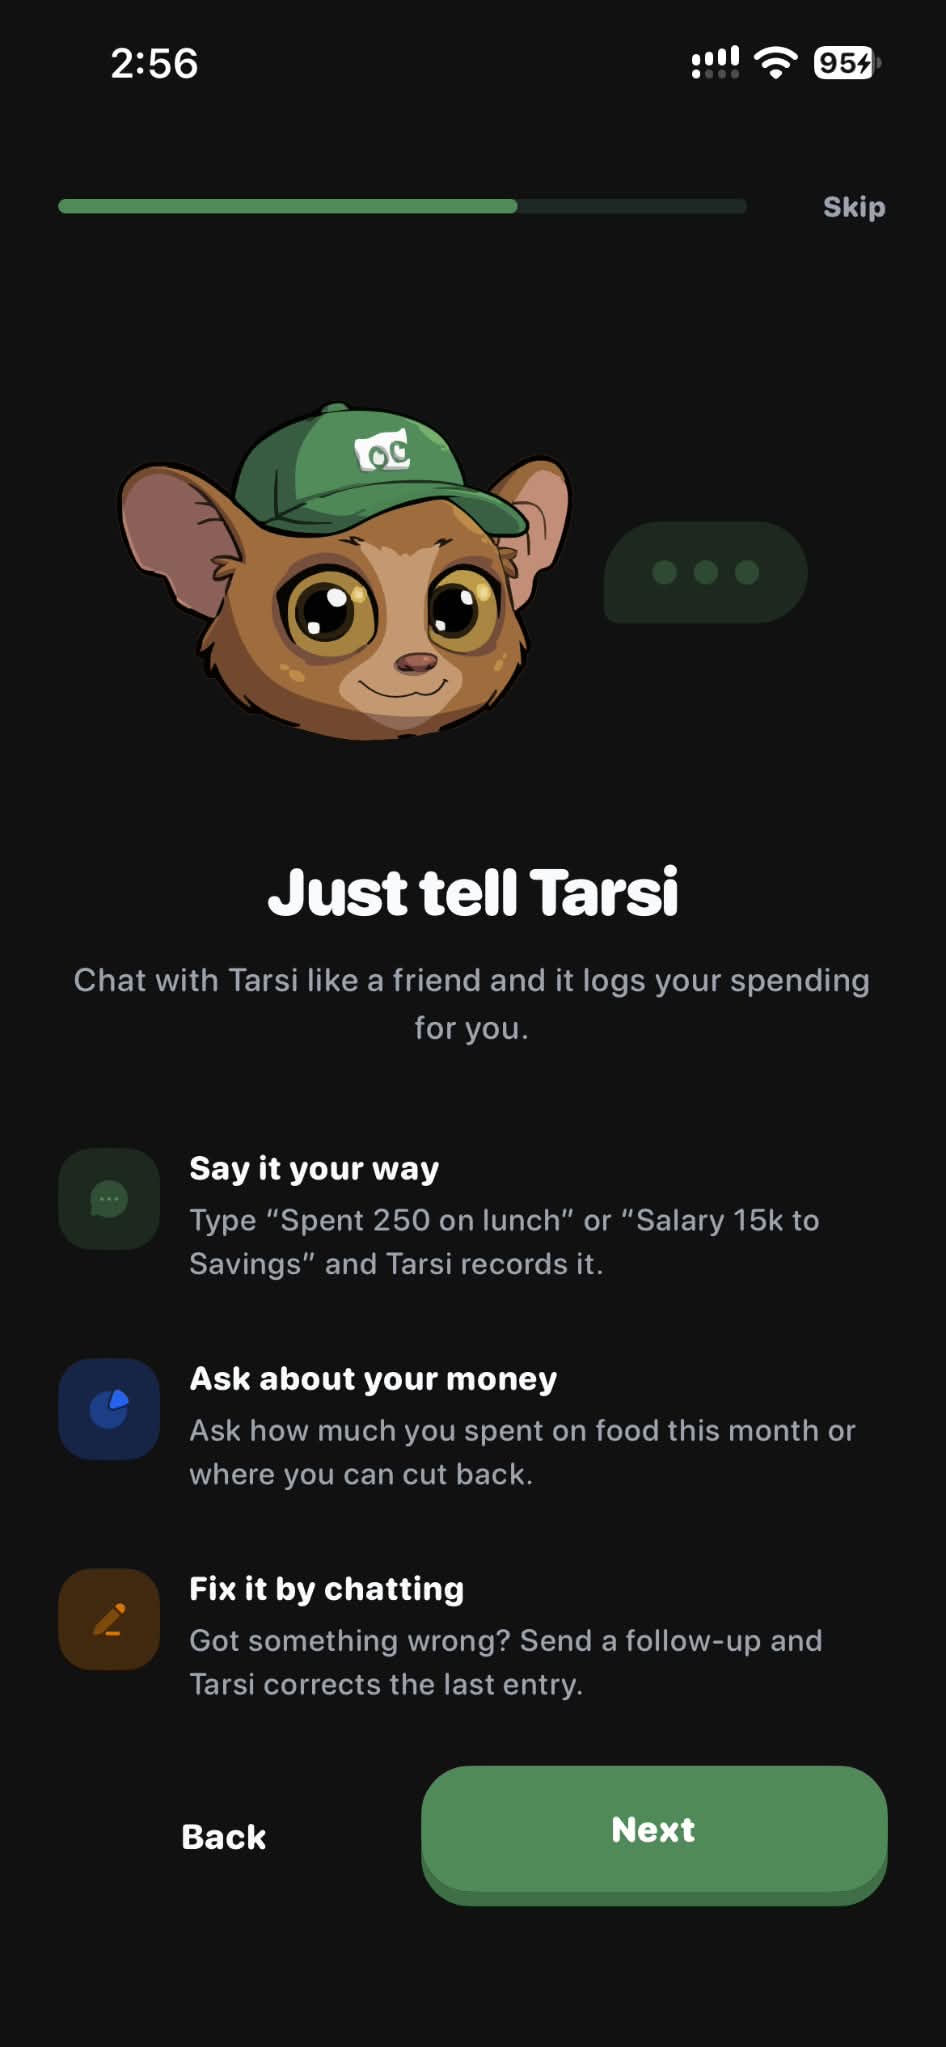 2:56
95
Skip
OC
Just tell Tarsi
Chat with Tarsi like a friend and it logs your spending
for you.
Say it your way
Type “Spent 250 on lunch” or “Salary 15k to
Savings” and Tarsi records it.
Ask about your money
Ask how much you spent on food this month or
where you can cut back.
Fix it by chatting
Got something wrong? Send a follow-up and
Tarsi corrects the last entry.
Back
Next